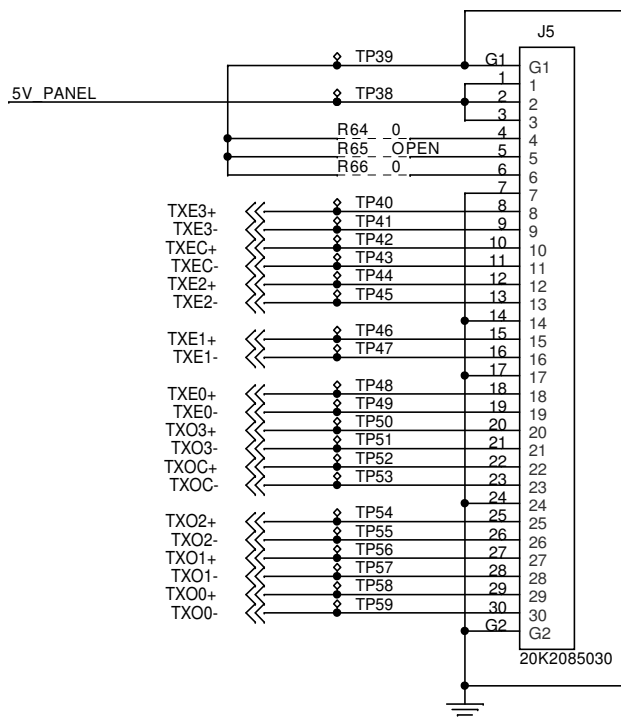 J5
TP39 G1 G1
1 1
5V PANEL TP38 2 2
3 3
R64 0 4 4
R65 OPEN 5 5
R66 0 6 6
7 7
TXE3+ TP40 8 8
TXE3- TP41 9 9
TXEC+ TP42 10 10
TXEC- TP43 11 11
TXE2+ TP44 12 12
TXE2- TP45 13 13
14 14
TXE1+ TP46 15 15
TXE1- TP47 16 16
17 17
TXE0+ TP48 18 18
TXE0- TP49 19 19
TXO3+ TP50 20 20
TXO3- TP51 21 21
TXOC+ TP52 22 22
TXOC- TP53 23 23
24 24
TXO2+ TP54 25 25
TXO2- TP55 26 26
TXO1+ TP56 27 27
TXO1- TP57 28 28
TXO0+ TP58 29 29
TXO0- TP59 30 30
G2 G2
20K2085030